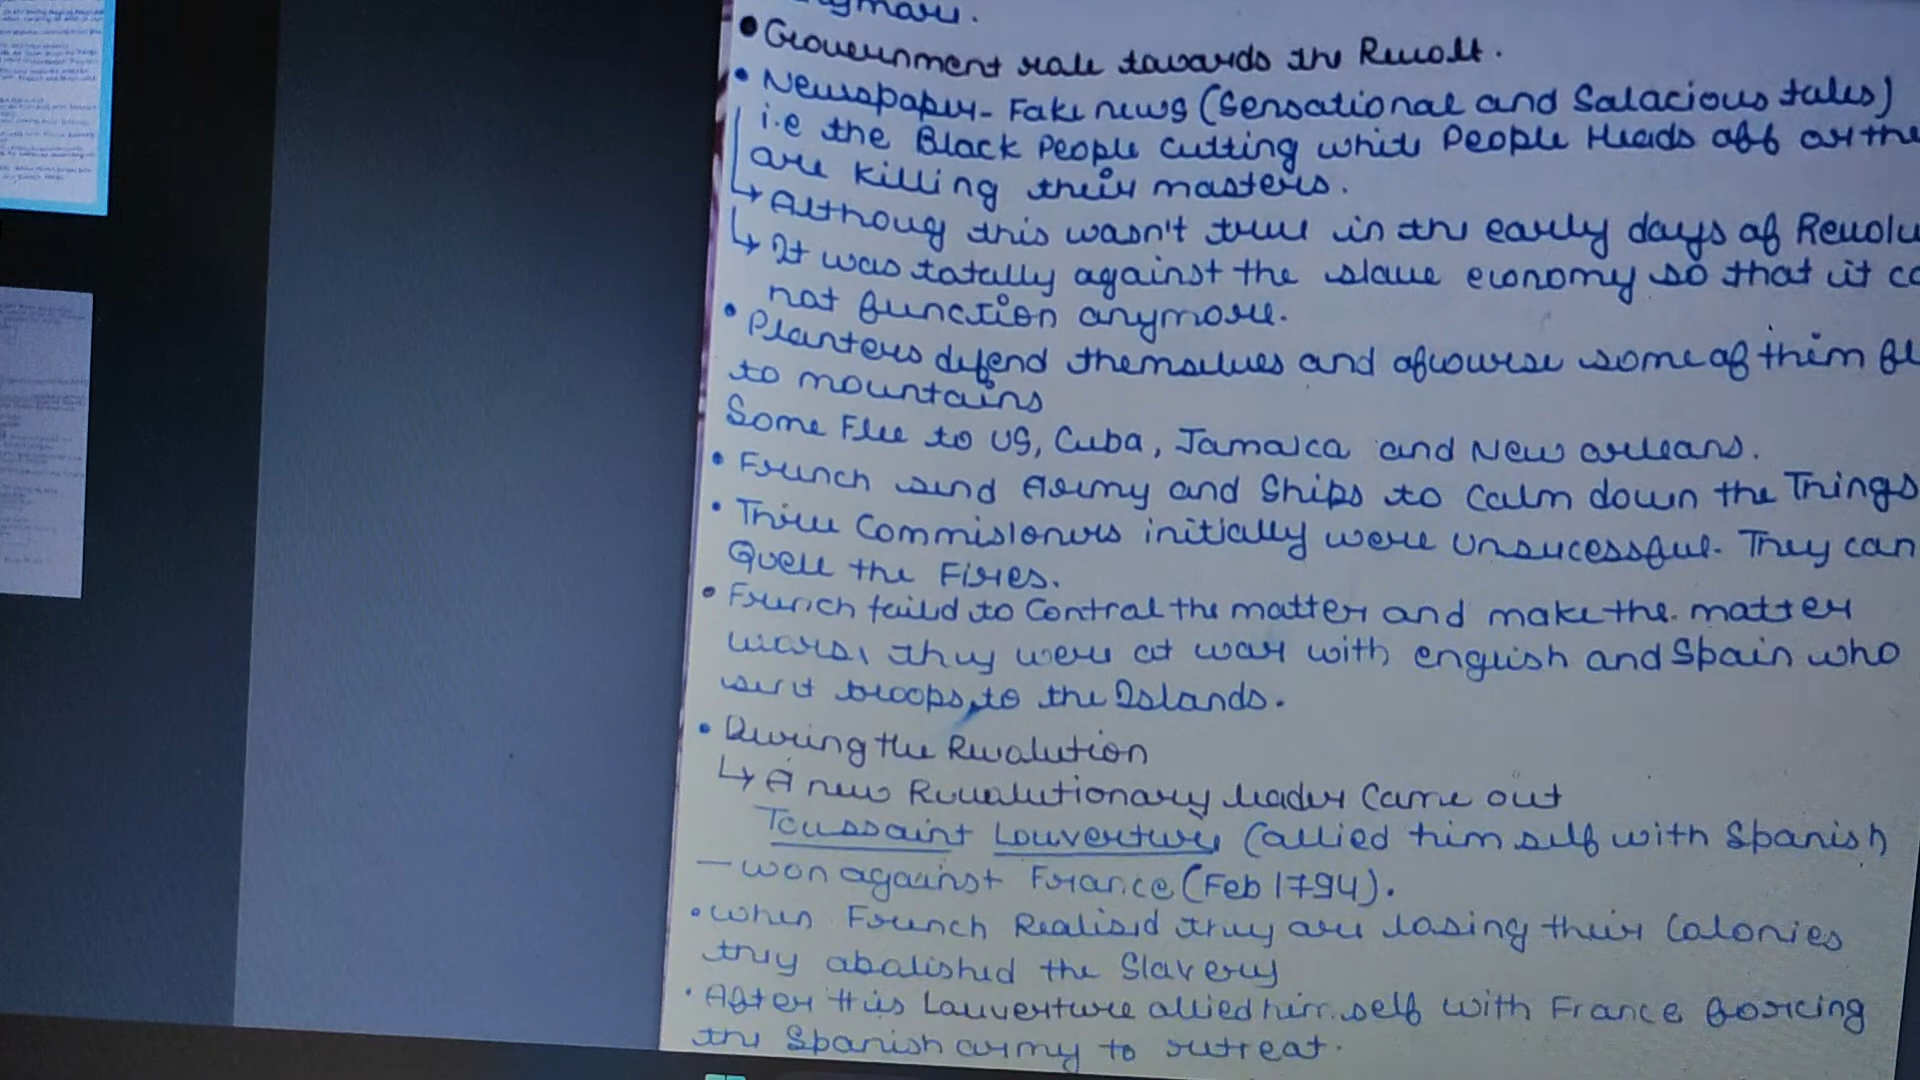 anymore.
• Government role towards the Revolt.
• Newspaper- Fake news (Sensational and Salacious tales)
i.e the Black People cutting white People Heads off or the
are killing their masters.
↳ Althoug this wasn't true in the early days of Revolu
↳ It was totally against the slave economy so that it co
not function anymore.
• Planters defend themselves and ofcourse some of them fl
to mountains
Some Flee to US, Cuba, Jamaica and New orleans.
• French send Army and Ships to calm down the Things
• Three Commisioners initially were unsucessful. They can
Quell the Fires.
• French faild to Control the matter and make the matter
wors, they were at war with english and Spain who
sent troops to the Islands.
• During the Revolution
↳ A new Revolutionary leader came out
Toussaint Louverture (allied him self with Spanish
— won against France (Feb 1794).
• when French Realised they are losing their Colonies
they abolished the Slavery
• After this Louverture allied him self with France forcing
the Spanish army to retreat.